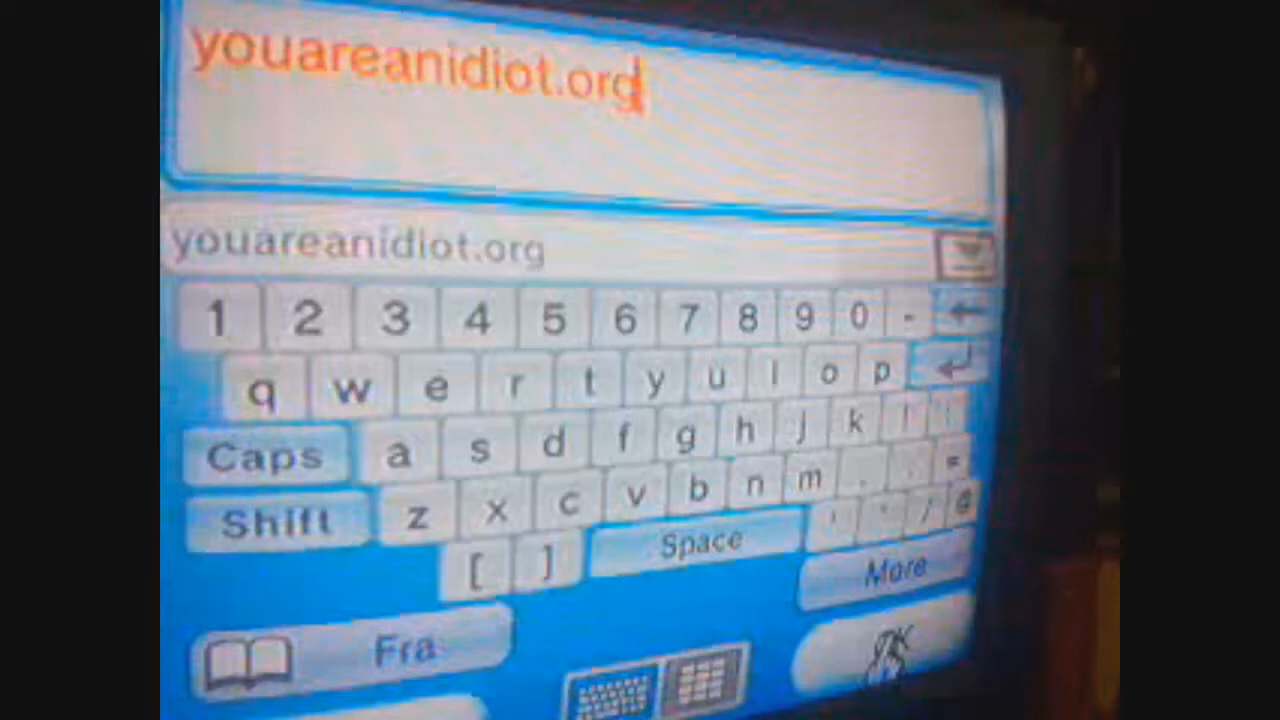 youareanidiot.org
youareanidiot.org
1 2 3 4 5 6 7 8 9 0 -
q w e r t y u i o p
Caps a s d f g h j k l
Shift z x c v b n m , . =
[ ] Space ' / @
More
Fra
OK